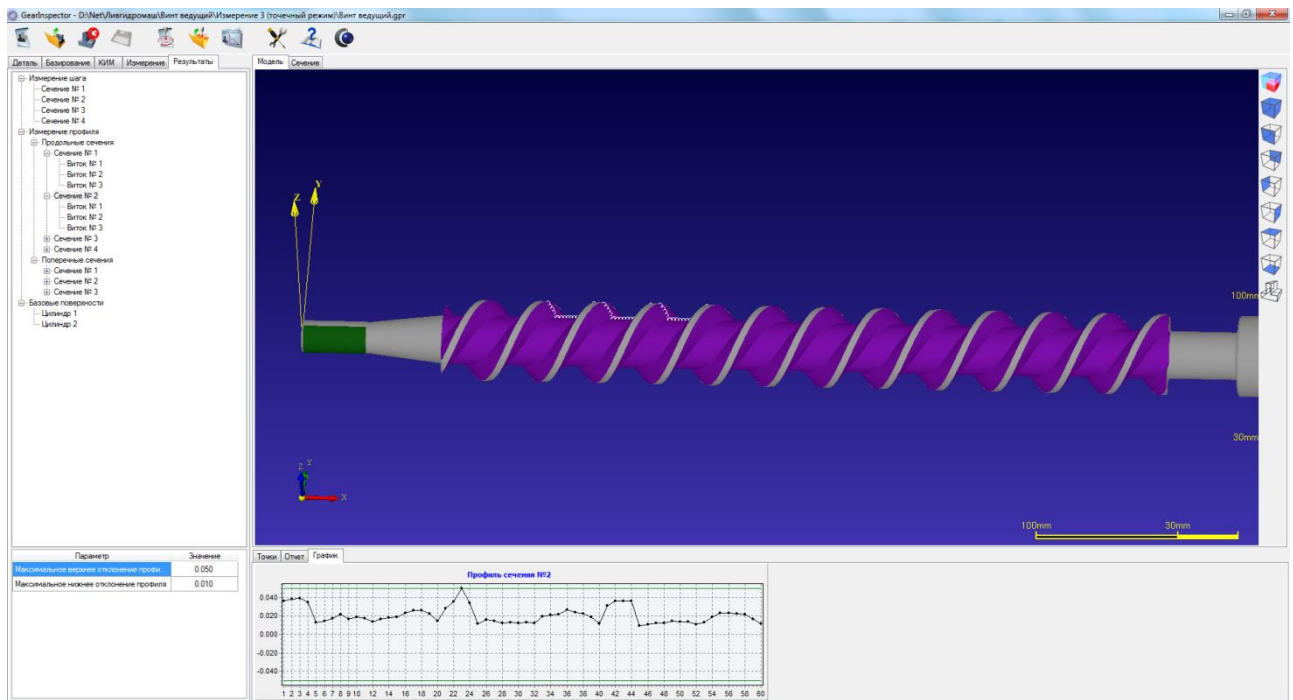 GearInspector - D:\Net\Ливгидромаш\Винт ведущий\Измерение 3 (точечный режим)\Винт ведущий.gpr
Деталь Базирование КИМ Измерение Результаты
Измерение шага
Сечение № 1
Сечение № 2
Сечение № 3
Сечение № 4
Измерение профиля
Продольные сечения
Сечение № 1
Виток № 1
Виток № 2
Виток № 3
Сечение № 2
Виток № 1
Виток № 2
Виток № 3
Сечение № 3
Сечение № 4
Поперечные сечения
Сечение № 1
Сечение № 2
Сечение № 3
Базовые поверхности
Цилиндр 1
Цилиндр 2
Модель Сечение
Z Y
100mm
30mm
Z Y
X
100mm 30mm
Параметр Значение
Максимальное верхнее отклонение профи... 0.050
Максимальное нижнее отклонение профиля 0.010
Точки Отчет График
Профиль сечения №2
0.040
0.020
0.000
-0.020
-0.040
1 2 3 4 5 6 7 8 9 10 12 14 16 18 20 22 24 26 28 30 32 34 36 38 40 42 44 46 48 50 52 54 56 58 60